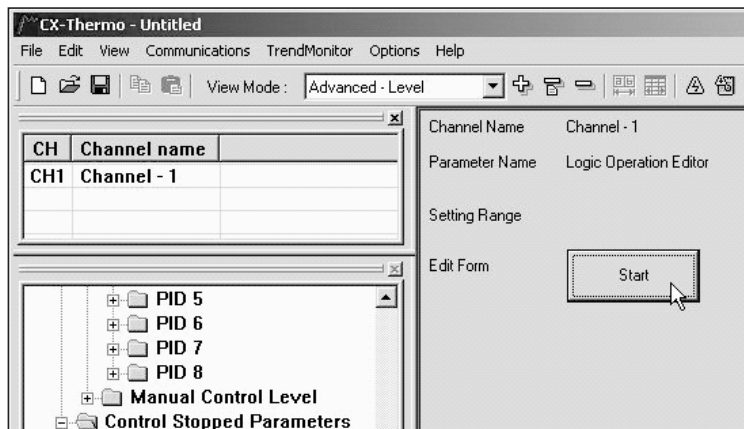 CX-Thermo - Untitled
File Edit View Communications TrendMonitor Options Help
View Mode : Advanced - Level
CH Channel name
CH1 Channel - 1
Channel Name Channel - 1
Parameter Name Logic Operation Editor
Setting Range
Edit Form Start
PID 5
PID 6
PID 7
PID 8
Manual Control Level
Control Stopped Parameters